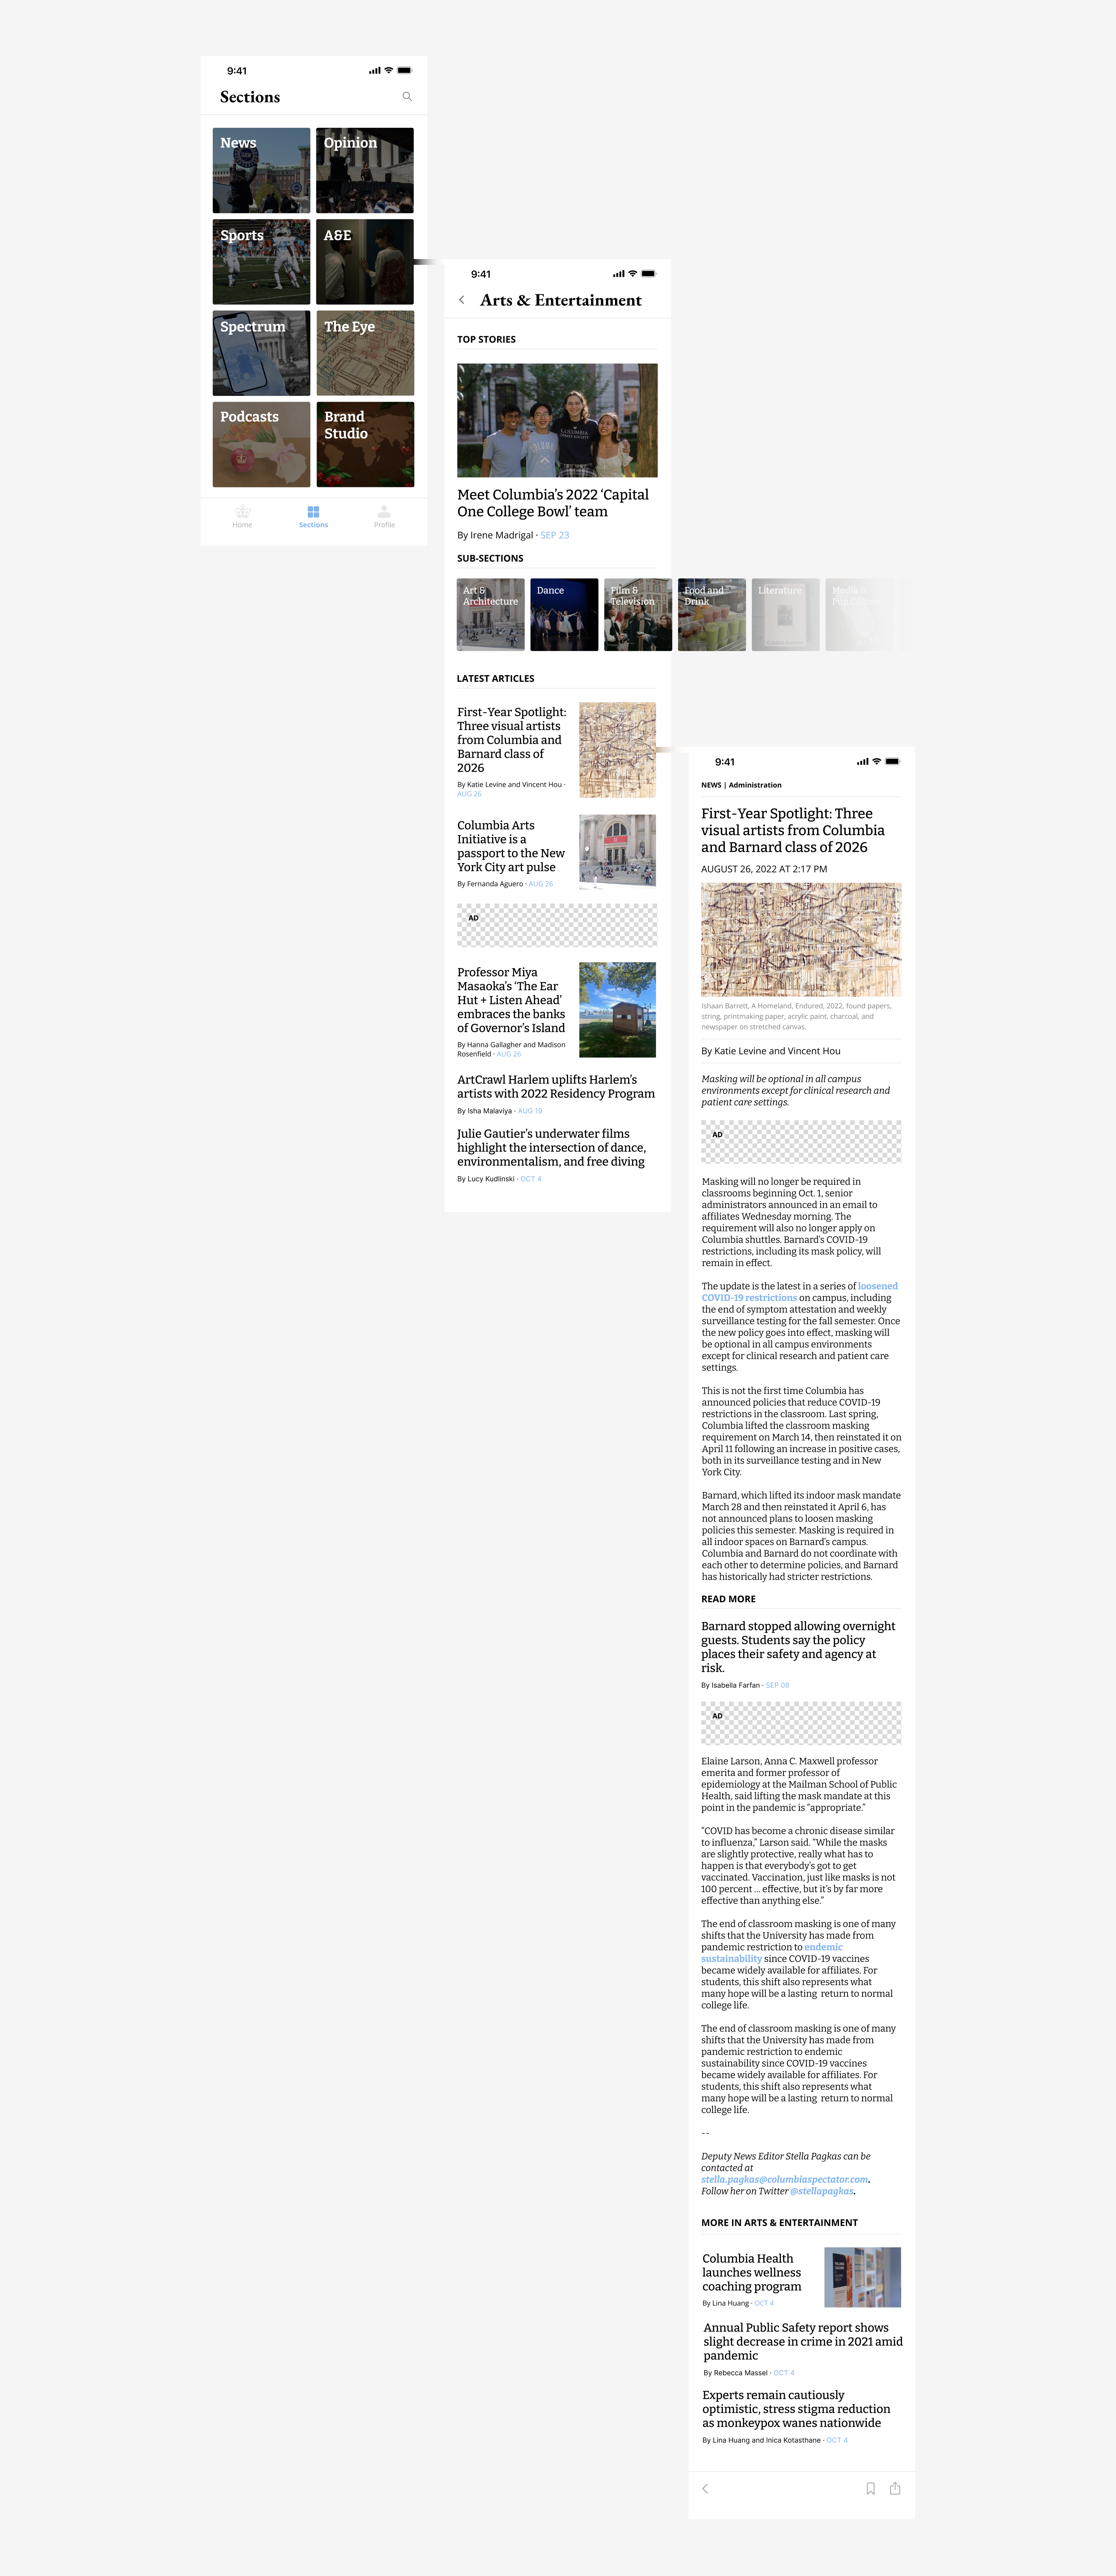 9:41
Sections
News
Opinion
Sports
A&E
Spectrum
The Eye
Podcasts
Brand
Studio
Home
Sections
Profile
9:41
Arts & Entertainment
TOP STORIES
COLUMBIA
Meet Columbia's 2022 ‘Capital
One College Bowl’ team
By Irene Madrigal · SEP 23
SUB-SECTIONS
Art &
Architecture
Dance
Film &
Television
Food and
Drink
Literature
Media &
Pop Culture
LATEST ARTICLES
First-Year Spotlight:
Three visual artists
from Columbia and
Barnard class of
2026
By Katie Levine and Vincent Hou ·
AUG 26
Columbia Arts
Initiative is a
passport to the New
York City art pulse
By Fernanda Aguero · AUG 26
AD
Professor Miya
Masaoka’s ‘The Ear
Hut + Listen Ahead’
embraces the banks
of Governor’s Island
By Hanna Gallagher and Madison
Rosenfield · AUG 26
ArtCrawl Harlem uplifts Harlem’s
artists with 2022 Residency Program
By Isha Malaviya · AUG 19
Julie Gautier’s underwater films
highlight the intersection of dance,
environmentalism, and free diving
By Lucy Kudlinski · OCT 4
9:41
NEWS | Administration
First-Year Spotlight: Three
visual artists from Columbia
and Barnard class of 2026
AUGUST 26, 2022 AT 2:17 PM
Ishaan Barrett, A Homeland, Endured, 2022, found papers,
string, printmaking paper, acrylic paint, charcoal, and
newspaper on stretched canvas.
By Katie Levine and Vincent Hou
Masking will be optional in all campus
environments except for clinical research and
patient care settings.
AD
Masking will no longer be required in
classrooms beginning Oct. 1, senior
administrators announced in an email to
affiliates Wednesday morning. The
requirement will also no longer apply on
Columbia shuttles. Barnard’s COVID-19
restrictions, including its mask policy, will
remain in effect.
The update is the latest in a series of loosened
COVID-19 restrictions on campus, including
the end of symptom attestation and weekly
surveillance testing for the fall semester. Once
the new policy goes into effect, masking will
be optional in all campus environments
except for clinical research and patient care
settings.
This is not the first time Columbia has
announced policies that reduce COVID-19
restrictions in the classroom. Last spring,
Columbia lifted the classroom masking
requirement on March 14, then reinstated it on
April 11 following an increase in positive cases,
both in its surveillance testing and in New
York City.
Barnard, which lifted its indoor mask mandate
March 28 and then reinstated it April 6, has
not announced plans to loosen masking
policies this semester. Masking is required in
all indoor spaces on Barnard’s campus.
Columbia and Barnard do not coordinate with
each other to determine policies, and Barnard
has historically had stricter restrictions.
READ MORE
Barnard stopped allowing overnight
guests. Students say the policy
places their safety and agency at
risk.
By Isabella Farfan · SEP 08
AD
Elaine Larson, Anna C. Maxwell professor
emerita and former professor of
epidemiology at the Mailman School of Public
Health, said lifting the mask mandate at this
point in the pandemic is “appropriate.”
“COVID has become a chronic disease similar
to influenza,” Larson said. “While the masks
are slightly protective, really what has to
happen is that everybody’s got to get
vaccinated. Vaccination, just like masks is not
100 percent ... effective, but it’s by far more
effective than anything else.”
The end of classroom masking is one of many
shifts that the University has made from
pandemic restriction to endemic
sustainability since COVID-19 vaccines
became widely available for affiliates. For
students, this shift also represents what
many hope will be a lasting return to normal
college life.
The end of classroom masking is one of many
shifts that the University has made from
pandemic restriction to endemic
sustainability since COVID-19 vaccines
became widely available for affiliates. For
students, this shift also represents what
many hope will be a lasting return to normal
college life.
--
Deputy News Editor Stella Pagkas can be
contacted at
stella.pagkas@columbiaspectator.com.
Follow her on Twitter @stellapagkas.
MORE IN ARTS & ENTERTAINMENT
Columbia Health
launches wellness
coaching program
By Lina Huang · OCT 4
Annual Public Safety report shows
slight decrease in crime in 2021 amid
pandemic
By Rebecca Massel · OCT 4
Experts remain cautiously
optimistic, stress stigma reduction
as monkeypox wanes nationwide
By Lina Huang and Inica Kotasthane · OCT 4